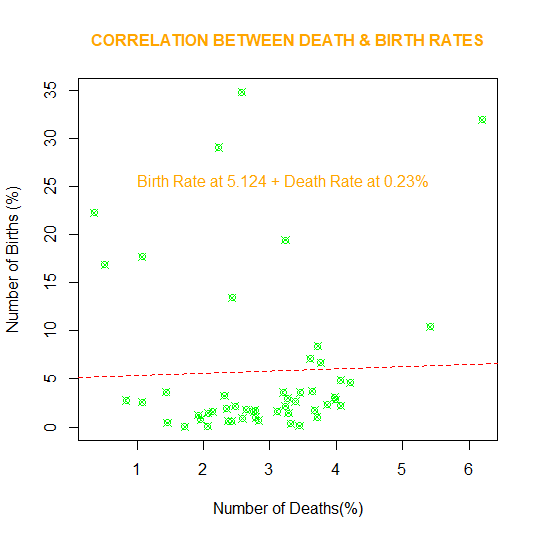 CORRELATION BETWEEN DEATH & BIRTH RATES
Number of Births (%)
35
30
25
20
15
10
5
0
Birth Rate at 5.124 + Death Rate at 0.23%
1 2 3 4 5 6
Number of Deaths(%)